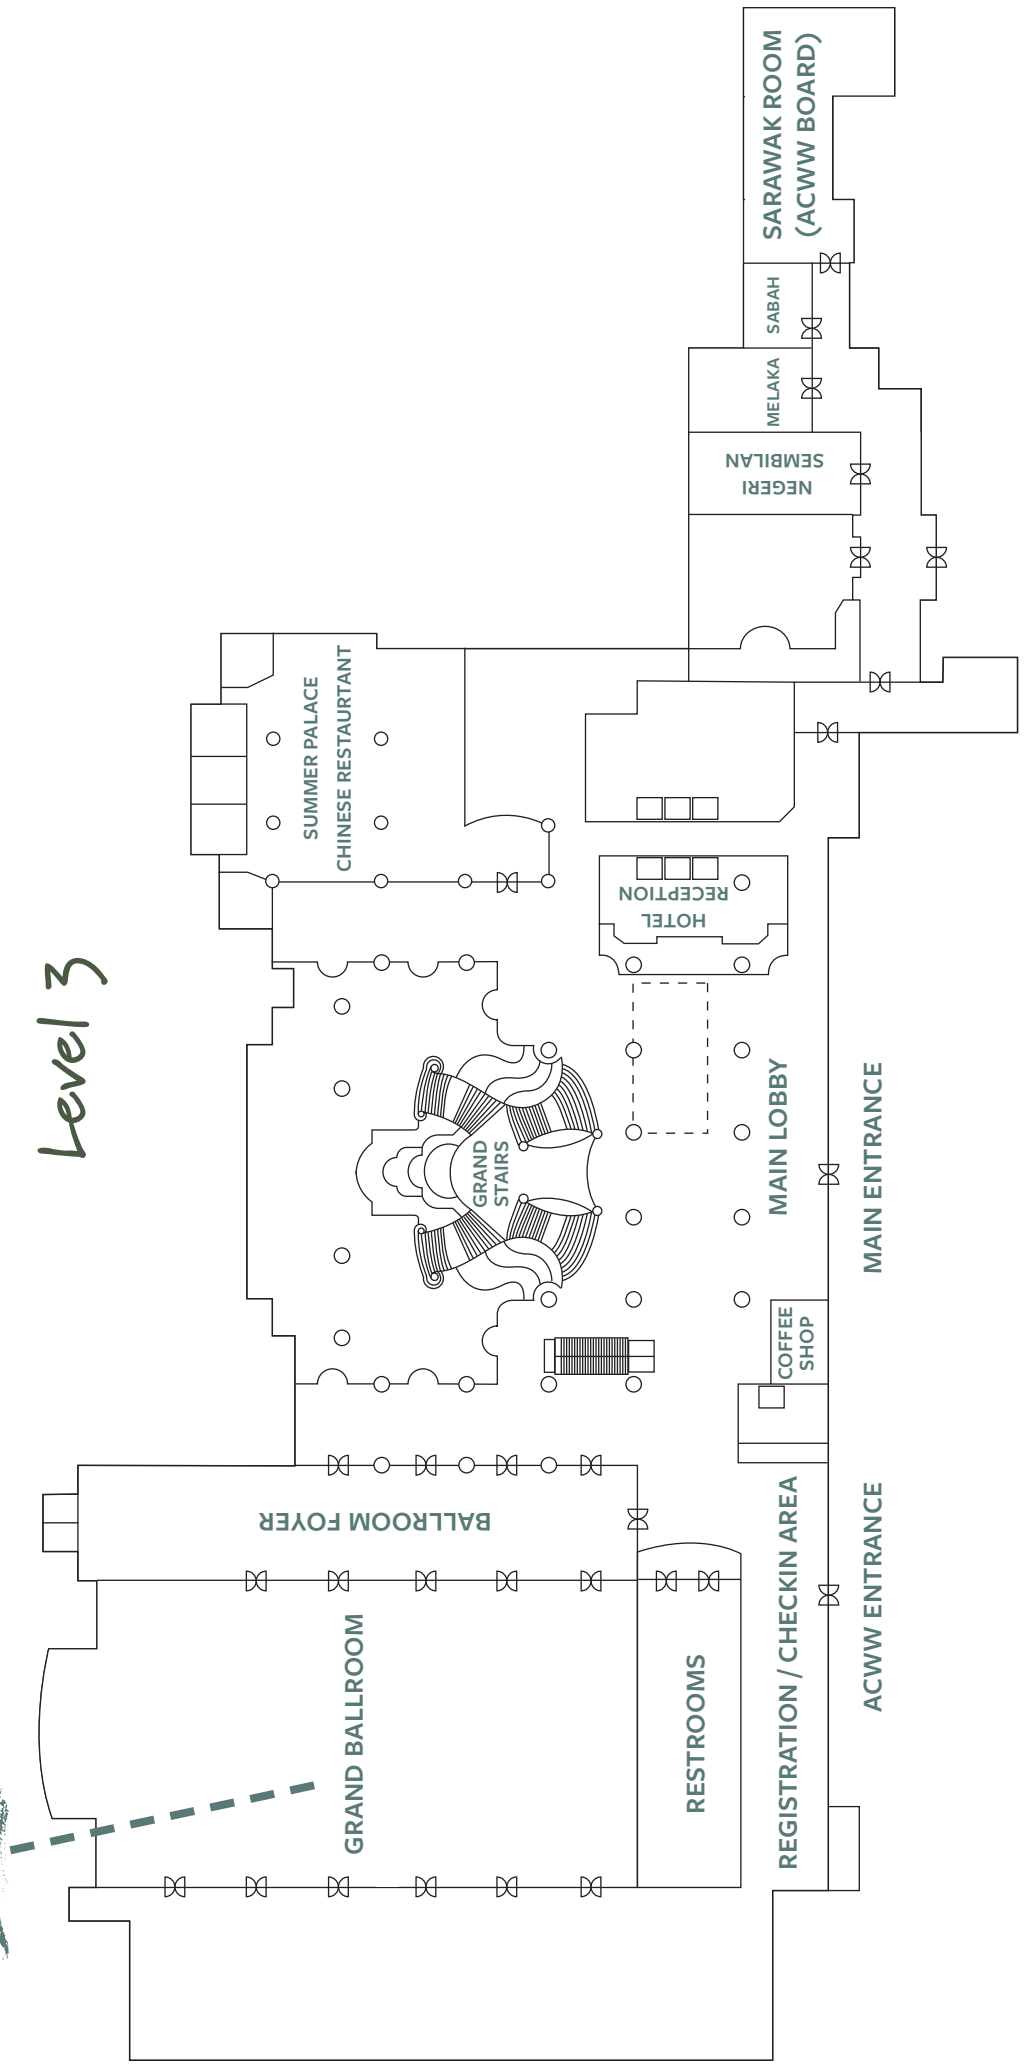 Level 3
SARAWAK ROOM
(ACWW BOARD)
SABAH
MELAKA
NEGERI
SEMBILAN
SUMMER PALACE
CHINESE RESTAURTANT
HOTEL
RECEPTION
GRAND
STAIRS
MAIN LOBBY
MAIN ENTRANCE
COFFEE
SHOP
BALLROOM FOYER
GRAND BALLROOM
RESTROOMS
REGISTRATION / CHECKIN AREA
ACWW ENTRANCE